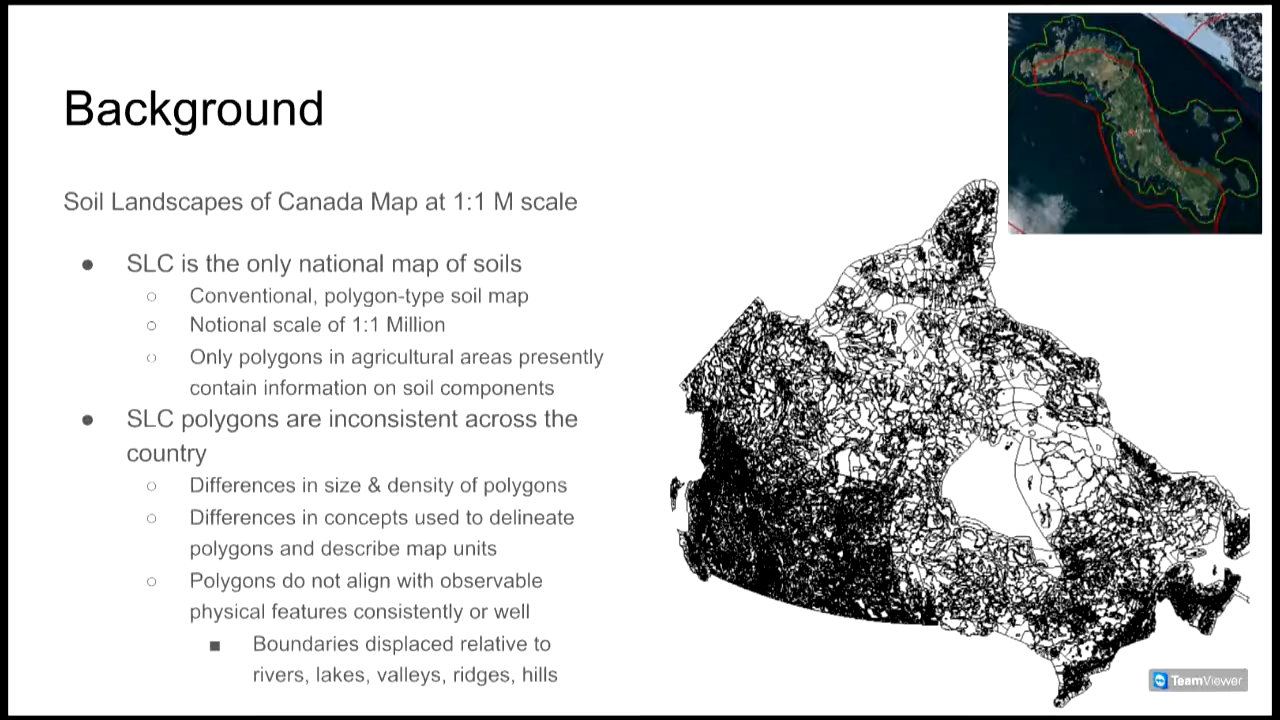 Background
Soil Landscapes of Canada Map at 1:1 M scale
● SLC is the only national map of soils
○ Conventional, polygon-type soil map
○ Notional scale of 1:1 Million
○ Only polygons in agricultural areas presently
contain information on soil components
● SLC polygons are inconsistent across the
country
○ Differences in size & density of polygons
○ Differences in concepts used to delineate
polygons and describe map units
○ Polygons do not align with observable
physical features consistently or well
■ Boundaries displaced relative to
rivers, lakes, valleys, ridges, hills
TeamViewer